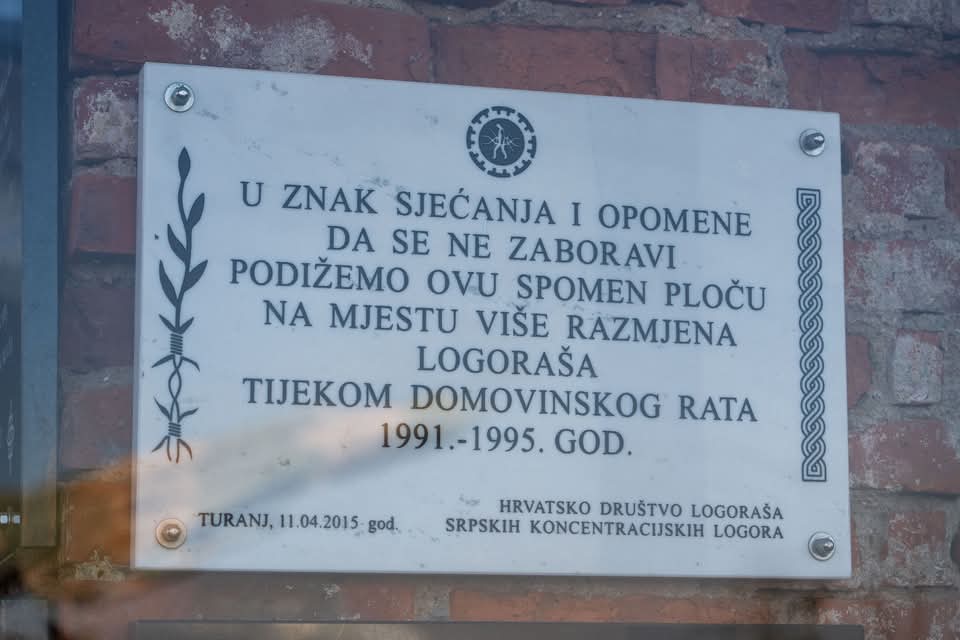 U ZNAK SJEĆANJA I OPOMENE
DA SE NE ZABORAVI
PODIŽEMO OVU SPOMEN PLOČU
NA MJESTU VIŠE RAZMJENA
LOGORAŠA
TIJEKOM DOMOVINSKOG RATA
1991.-1995. GOD.
TURANJ, 11.04.2015 god.
HRVATSKO DRUŠTVO LOGORAŠA
SRPSKIH KONCENTRACIJSKIH LOGORA